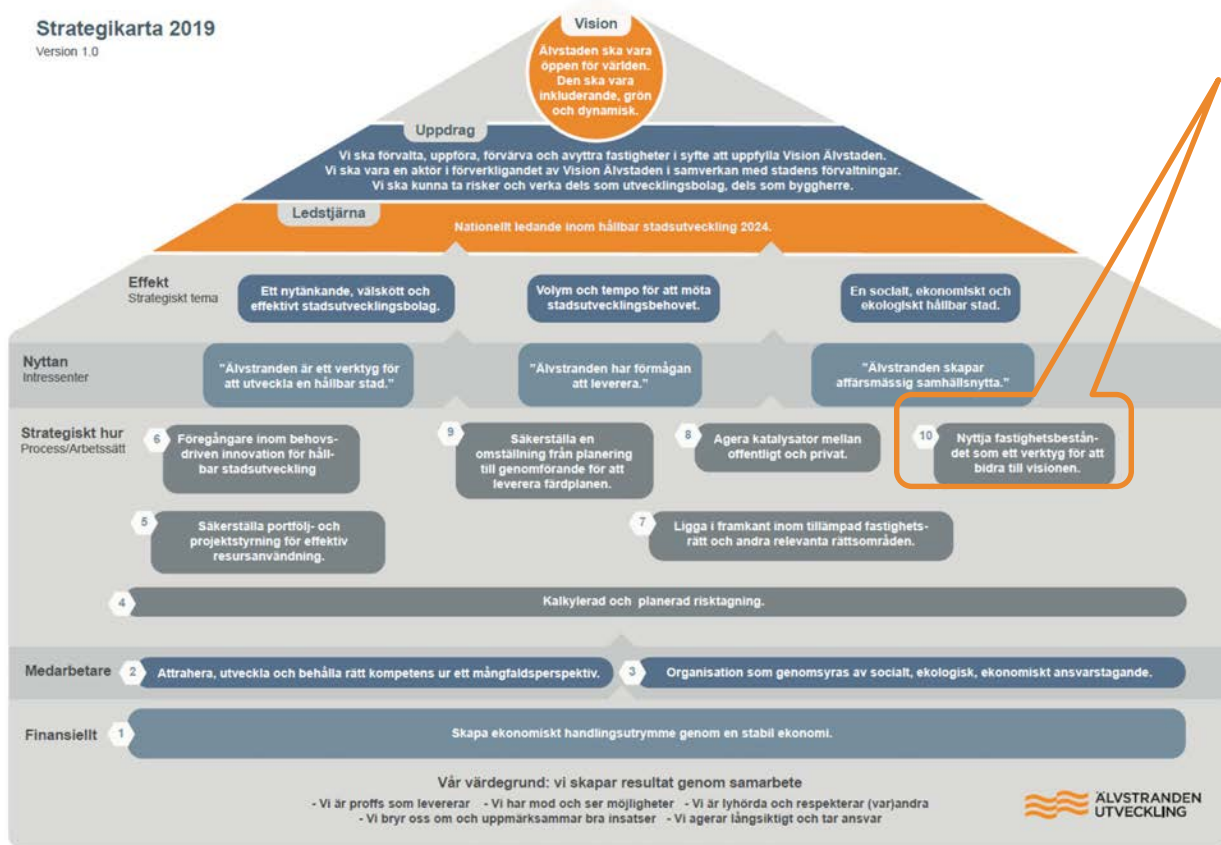 Strategikarta 2019
Version 1.0
Vision
Älvstaden ska vara
öppen för världen.
Den ska vara
inkluderande, grön
och dynamisk.
Uppdrag
Vi ska förvalta, uppföra, förvärva och avyttra fastigheter i syfte att uppfylla Vision Älvstaden.
Vi ska vara en aktör i förverkligandet av Vision Älvstaden i samverkan med stadens förvaltningar.
Vi ska kunna ta risker och verka dels som utvecklingsbolag, dels som byggherre.
Ledstjärna
Nationellt ledande inom hållbar stadsutveckling 2024.
Effekt
Strategiskt tema
Ett nytänkande, välskött och
effektivt stadsutvecklingsbolag.
Volym och tempo för att möta
stadsutvecklingsbehovet.
En socialt, ekonomiskt och
ekologiskt hållbar stad.
Nyttan
Intressenter
"Älvstranden är ett verktyg för
att utveckla en hållbar stad."
"Älvstranden har förmågan
att leverera."
"Älvstranden skapar
affärsmässig samhällsnytta."
Strategiskt hur
Process/Arbetssätt
6
Föregångare inom behovs-
driven innovation för håll-
bar stadsutveckling
9
Säkerställa en
omställning från planering
till genomförande för att
leverera färdplanen.
8
Agera katalysator mellan
offentligt och privat.
10
Nyttja fastighetsbestån-
det som ett verktyg för att
bidra till visionen.
5
Säkerställa portfölj- och
projektstyrning för effektiv
resursanvändning.
7
Ligga i framkant inom tillämpad fastighets-
rätt och andra relevanta rättsområden.
4
Kalkylerad och planerad risktagning.
Medarbetare
2
Attrahera, utveckla och behålla rätt kompetens ur ett mångfaldsperspektiv.
3
Organisation som genomsyras av socialt, ekologisk, ekonomiskt ansvarstagande.
Finansiellt
1
Skapa ekonomiskt handlingsutrymme genom en stabil ekonomi.
Vår värdegrund: vi skapar resultat genom samarbete
- Vi är proffs som levererar - Vi har mod och ser möjligheter - Vi är lyhörda och respekterar (var)andra
- Vi bryr oss om och uppmärksammar bra insatser - Vi agerar långsiktigt och tar ansvar
ÄLVSTRANDEN
UTVECKLING